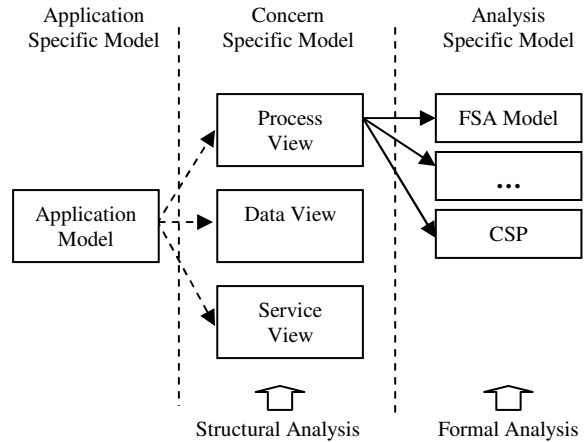 Application
Specific Model
Concern
Specific Model
Analysis
Specific Model
Process
View
FSA Model
...
Application
Model
Data View
CSP
Service
View
Structural Analysis
Formal Analysis